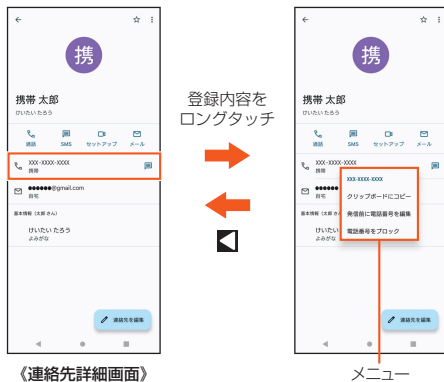 携
携帯 太郎
けいたい たろう
通話 SMS セットアップ メール
XXX-XXXX-XXXX
携帯
●●●●●●@gmail.com
自宅
基本情報（太郎 さん）
けいたい たろう
よみがな
連絡先を編集
《連絡先詳細画面》
登録内容を
ロングタッチ
携
携帯 太郎
けいたい たろう
通話 SMS セットアップ メール
XXX-XXXX-XXXX
携帯
XXX-XXXX-XXXX
クリップボードにコピー
発信前に電話番号を編集
電話番号をブロック
●●●●●●
自宅
基本情報（太郎 さん）
けいたい
よみがな
連絡先を編集
メニュー